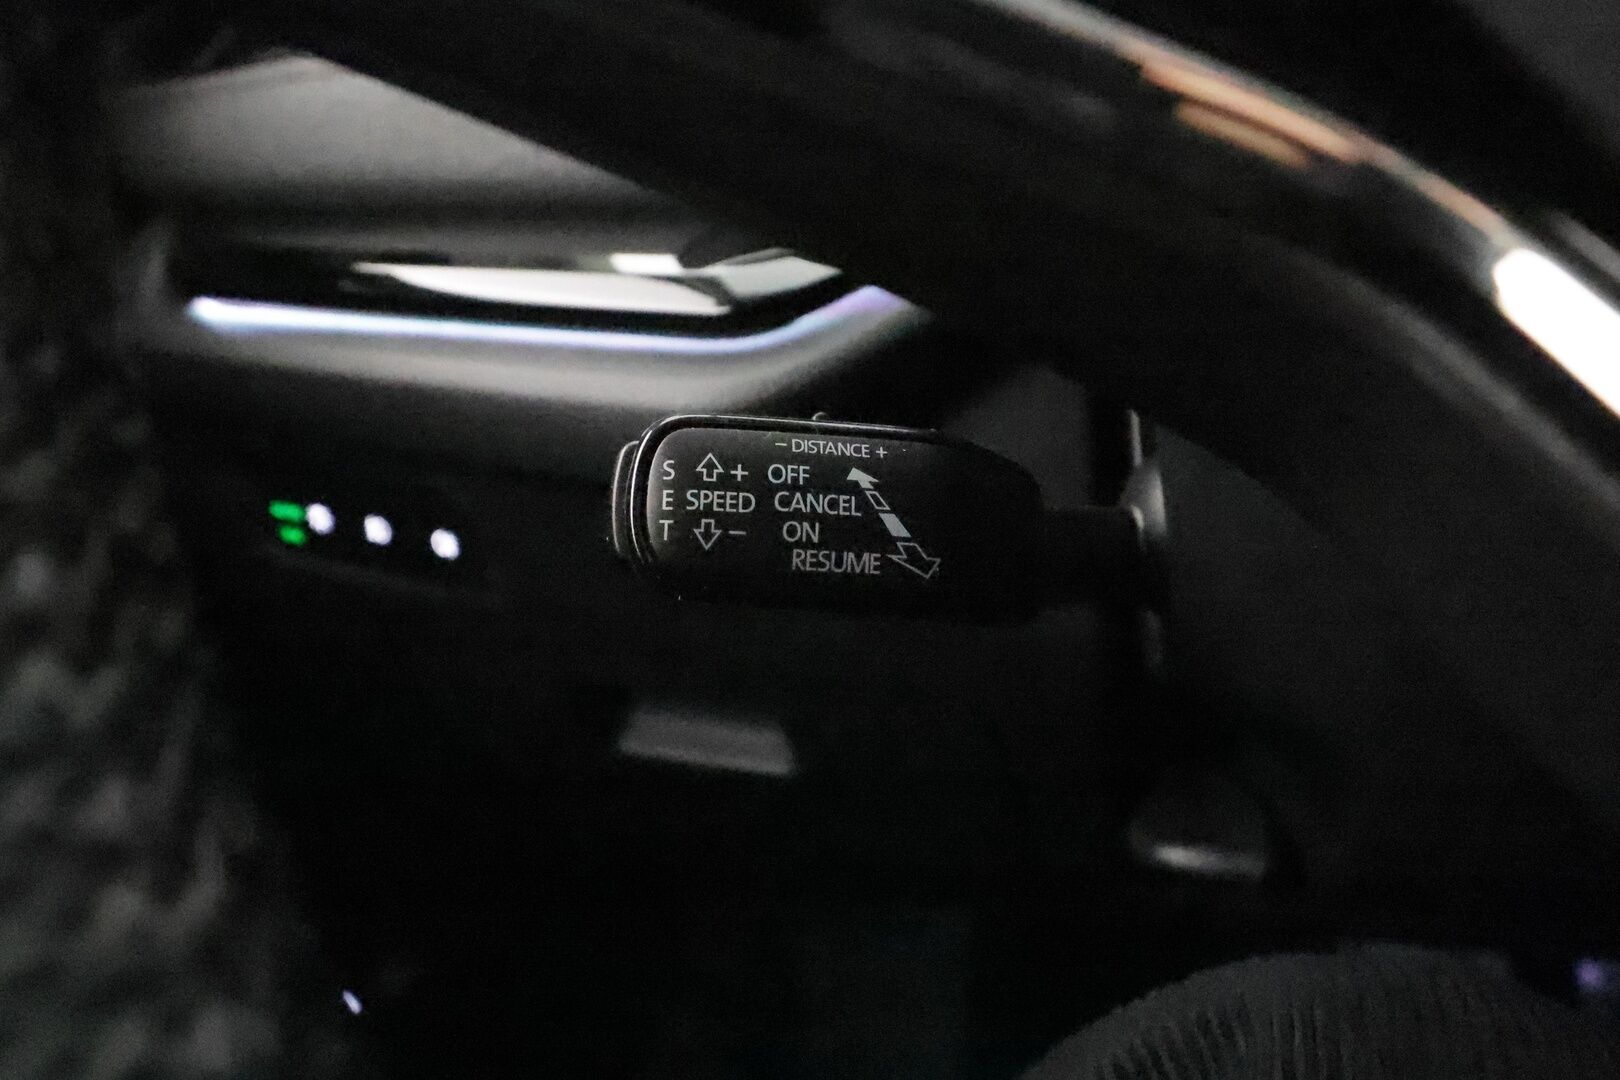 − DISTANCE +
S + OFF
E SPEED CANCEL
T − ON
RESUME